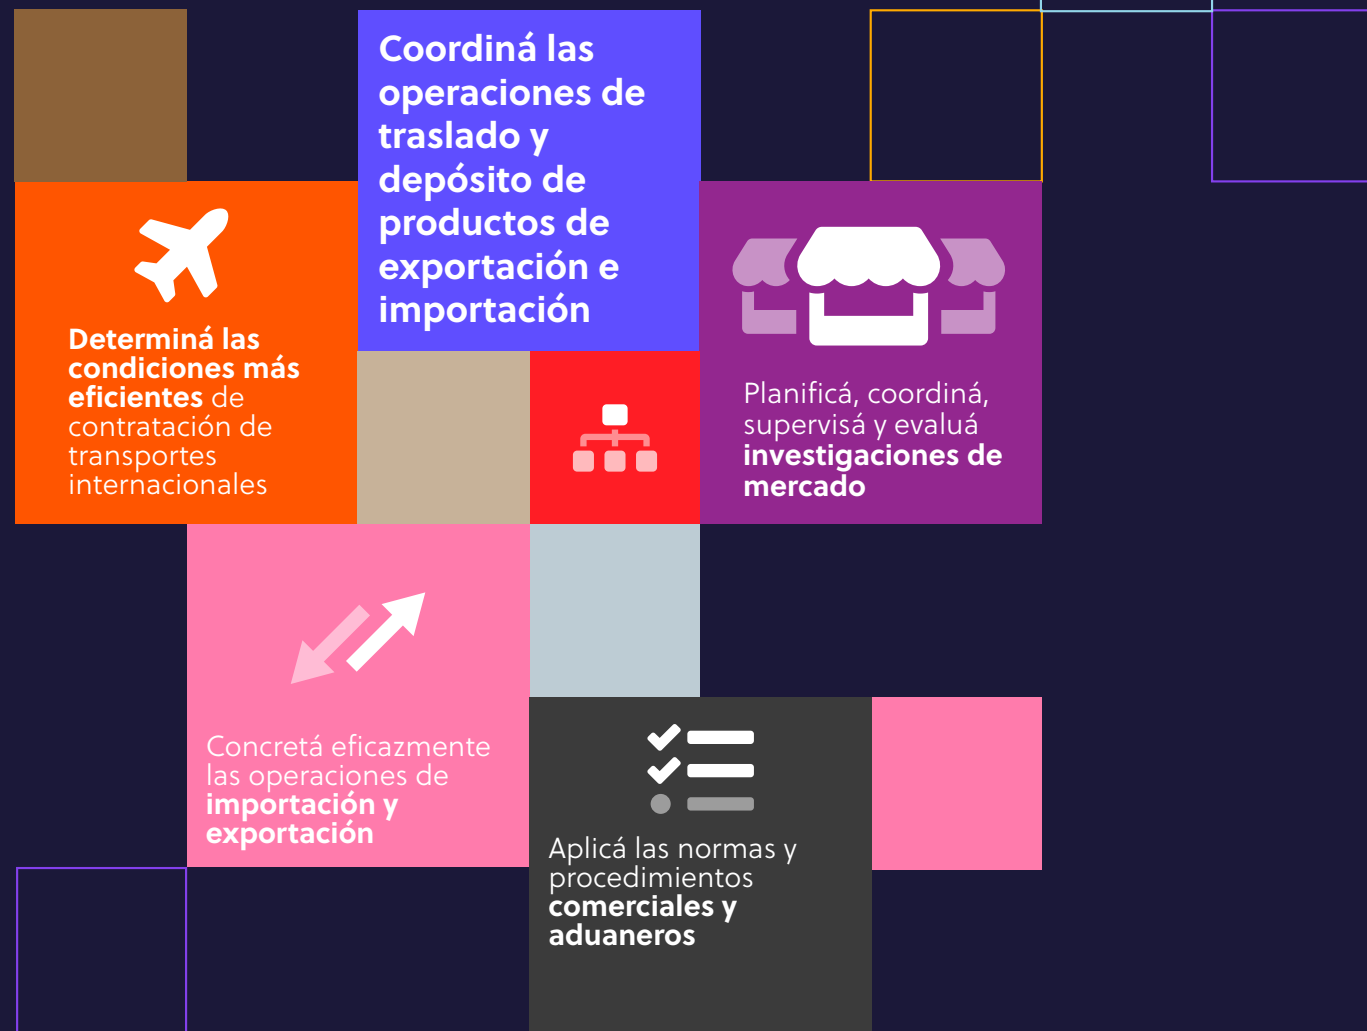 Coordiná las
operaciones de
traslado y
depósito de
productos de
exportación e
importación
Determiná las
condiciones más
eficientes de
contratación de
transportes
internacionales
Planificá, coordiná,
supervisá y evaluá
investigaciones de
mercado
Concretá eficazmente
las operaciones de
importación y
exportación
Aplicá las normas y
procedimientos
comerciales y
aduaneros